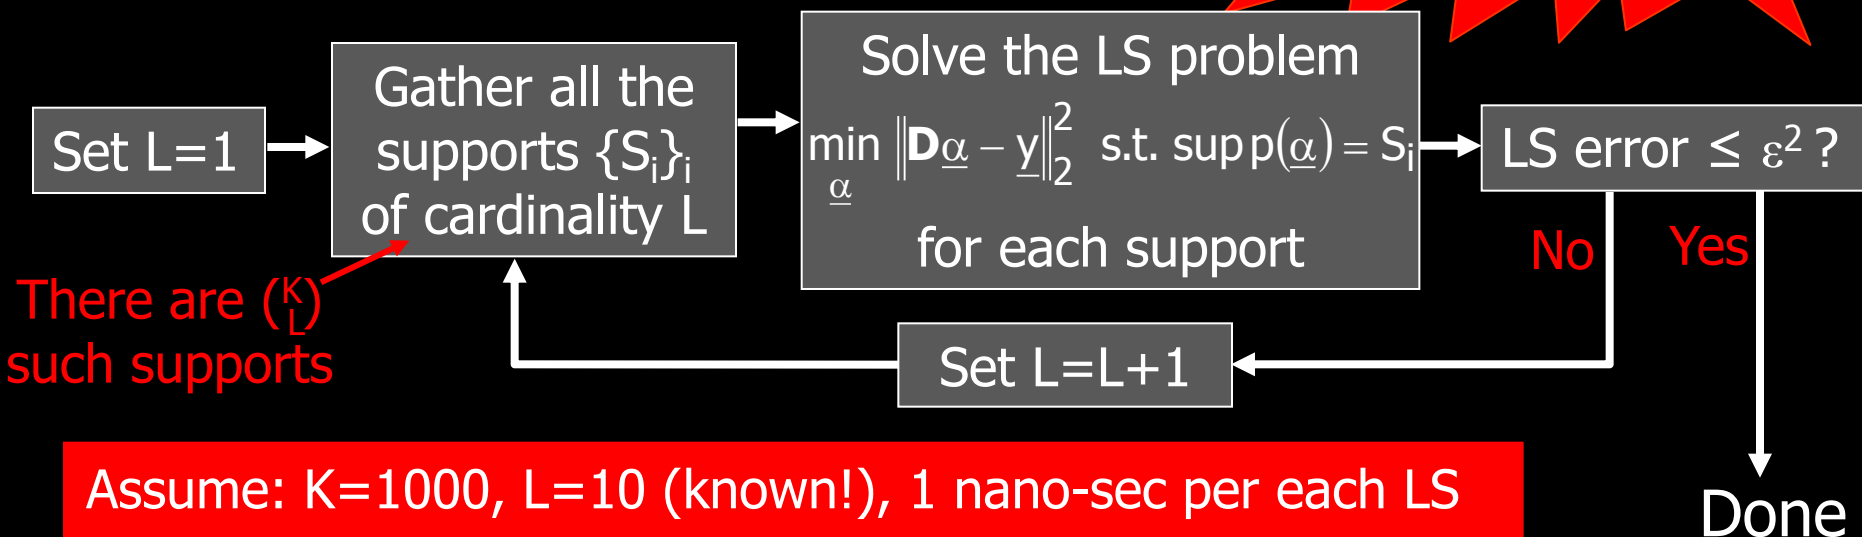 Set L=1
Gather all the
supports {Sᵢ}ᵢ
of cardinality L
Solve the LS problem
min_α ‖Dα − y‖₂² s.t. supp(α) = Sᵢ
for each support
LS error ≤ ε² ?
No
Yes
There are (K L)
such supports
Set L=L+1
Assume: K=1000, L=10 (known!), 1 nano-sec per each LS
Done